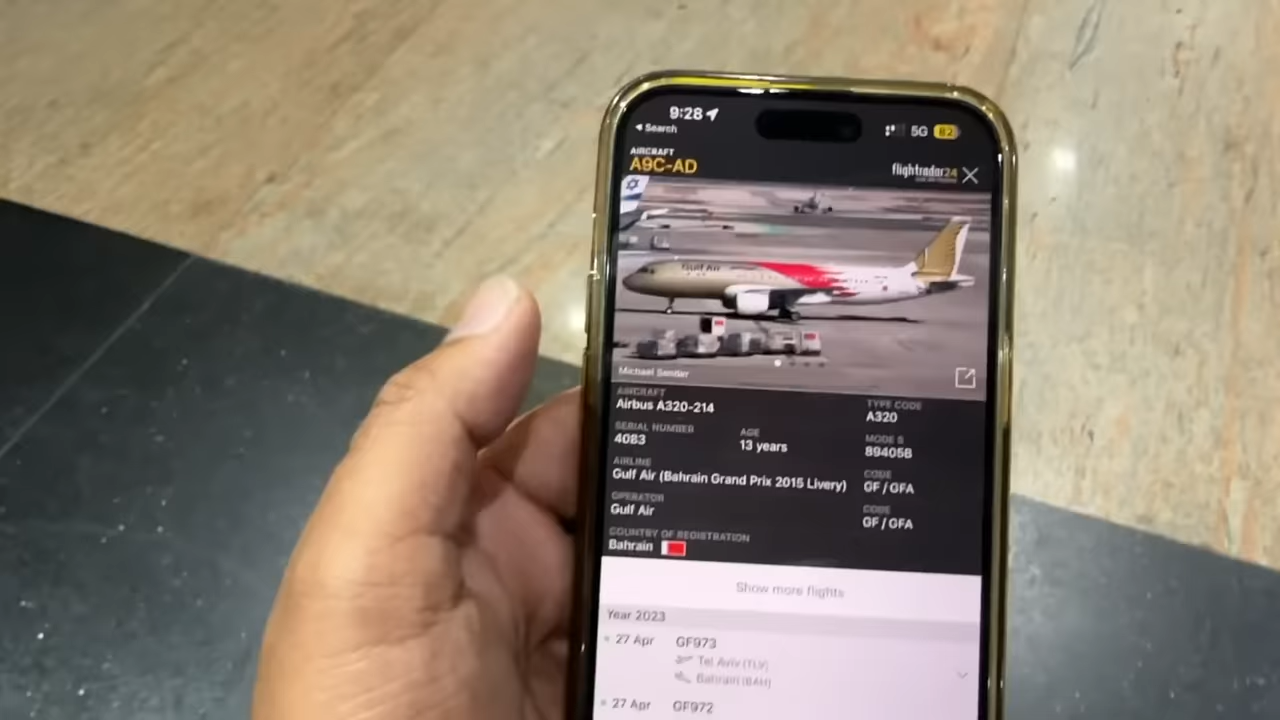 9:28
5G 82
Search
AIRCRAFT
A9C-AD
flightradar24
Gulf Air
Michael Sender
AIRCRAFT
Airbus A320-214
TYPE CODE
A320
SERIAL NUMBER
4083
AGE
13 years
MODE S
89405B
AIRLINE
Gulf Air (Bahrain Grand Prix 2015 Livery)
CODE
GF / GFA
OPERATOR
Gulf Air
CODE
GF / GFA
COUNTRY OF REGISTRATION
Bahrain
Show more flights
Year 2023
27 Apr GF973
Tel Aviv (TLV)
Bahrain (BAH)
27 Apr GF972